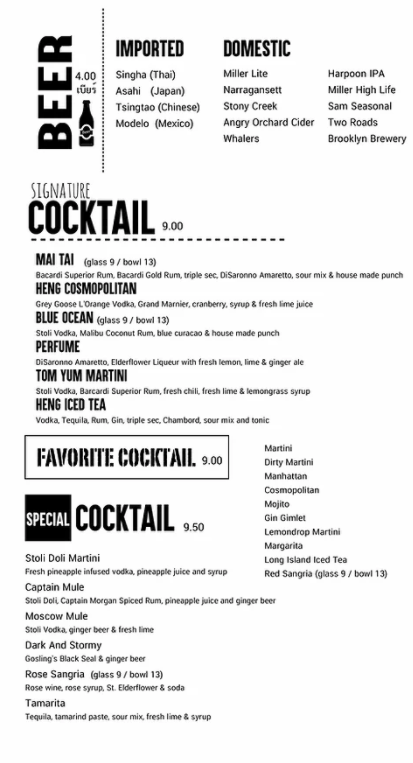 BEER
4.00
เบียร์
IMPORTED
Singha (Thai)
Asahi (Japan)
Tsingtao (Chinese)
Modelo (Mexico)
DOMESTIC
Miller Lite
Narragansett
Stony Creek
Angry Orchard Cider
Whalers
Harpoon IPA
Miller High Life
Sam Seasonal
Two Roads
Brooklyn Brewery
SIGNATURE
COCKTAIL 9.00
MAI TAI (glass 9 / bowl 13)
Bacardi Superior Rum, Bacardi Gold Rum, triple sec, DiSaronno Amaretto, sour mix & house made punch
HENG COSMOPOLITAN
Grey Goose L'Orange Vodka, Grand Marnier, cranberry, syrup & fresh lime juice
BLUE OCEAN (glass 9 / bowl 13)
Stoli Vodka, Malibu Coconut Rum, blue curacao & house made punch
PERFUME
DiSaronno Amaretto, Elderflower Liqueur with fresh lemon, lime & ginger ale
TOM YUM MARTINI
Stoli Vodka, Barcardi Superior Rum, fresh chili, fresh lime & lemongrass syrup
HENG ICED TEA
Vodka, Tequila, Rum, Gin, triple sec, Chambord, sour mix and tonic
FAVORITE COCKTAIL 9.00
Martini
Dirty Martini
Manhattan
Cosmopolitan
Mojito
Gin Gimlet
Lemondrop Martini
Margarita
Long Island Iced Tea
Red Sangria (glass 9 / bowl 13)
SPECIAL COCKTAIL 9.50
Stoli Doli Martini
Fresh pineapple infused vodka, pineapple juice and syrup
Captain Mule
Stoli Doli, Captain Morgan Spiced Rum, pineapple juice and ginger beer
Moscow Mule
Stoli Vodka, ginger beer & fresh lime
Dark And Stormy
Gosling's Black Seal & ginger beer
Rose Sangria (glass 9 / bowl 13)
Rose wine, rose syrup, St. Elderflower & soda
Tamarita
Tequila, tamarind paste, sour mix, fresh lime & syrup